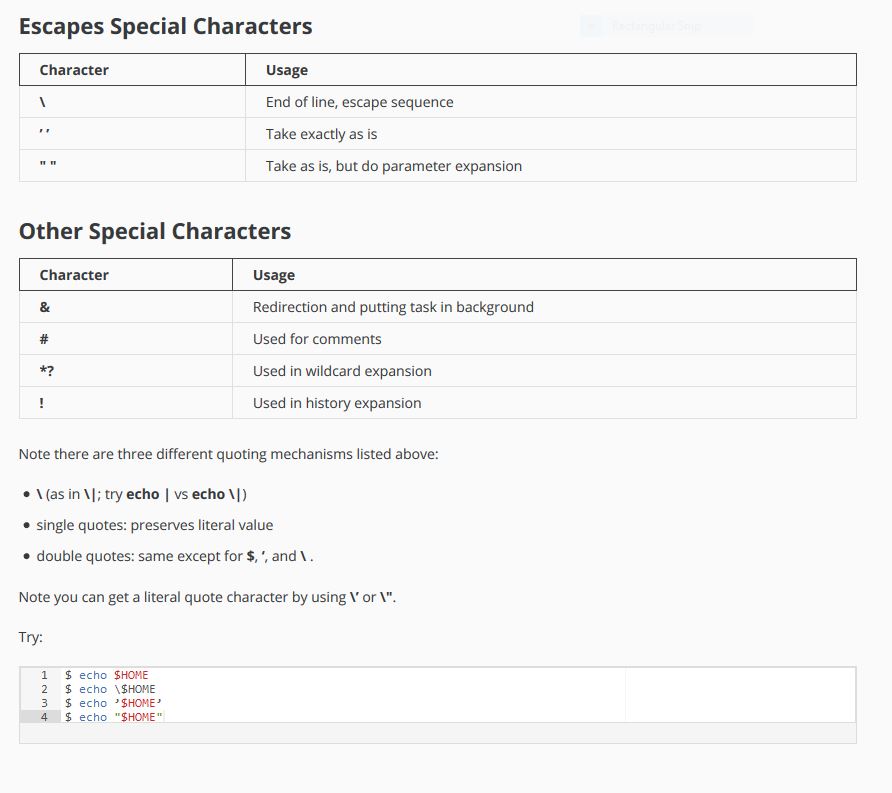 Escapes Special Characters
Rectangular Snip
Character Usage
\ End of line, escape sequence
’ ’ Take exactly as is
" " Take as is, but do parameter expansion
Other Special Characters
Character Usage
& Redirection and putting task in background
# Used for comments
*? Used in wildcard expansion
! Used in history expansion
Note there are three different quoting mechanisms listed above:
• \ (as in \|; try echo | vs echo \|)
• single quotes: preserves literal value
• double quotes: same except for $, ’, and \ .
Note you can get a literal quote character by using \’ or \".
Try:
1 $ echo $HOME
2 $ echo \$HOME
3 $ echo ’$HOME’
4 $ echo "$HOME"